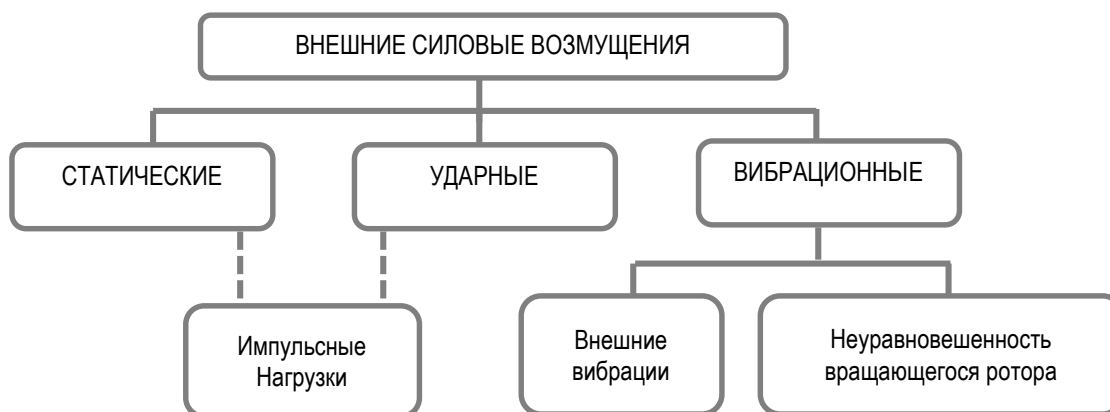 ВНЕШНИЕ СИЛОВЫЕ ВОЗМУЩЕНИЯ
СТАТИЧЕСКИЕ
УДАРНЫЕ
ВИБРАЦИОННЫЕ
Импульсные
Нагрузки
Внешние
вибрации
Неуравновешенность
вращающегося ротора